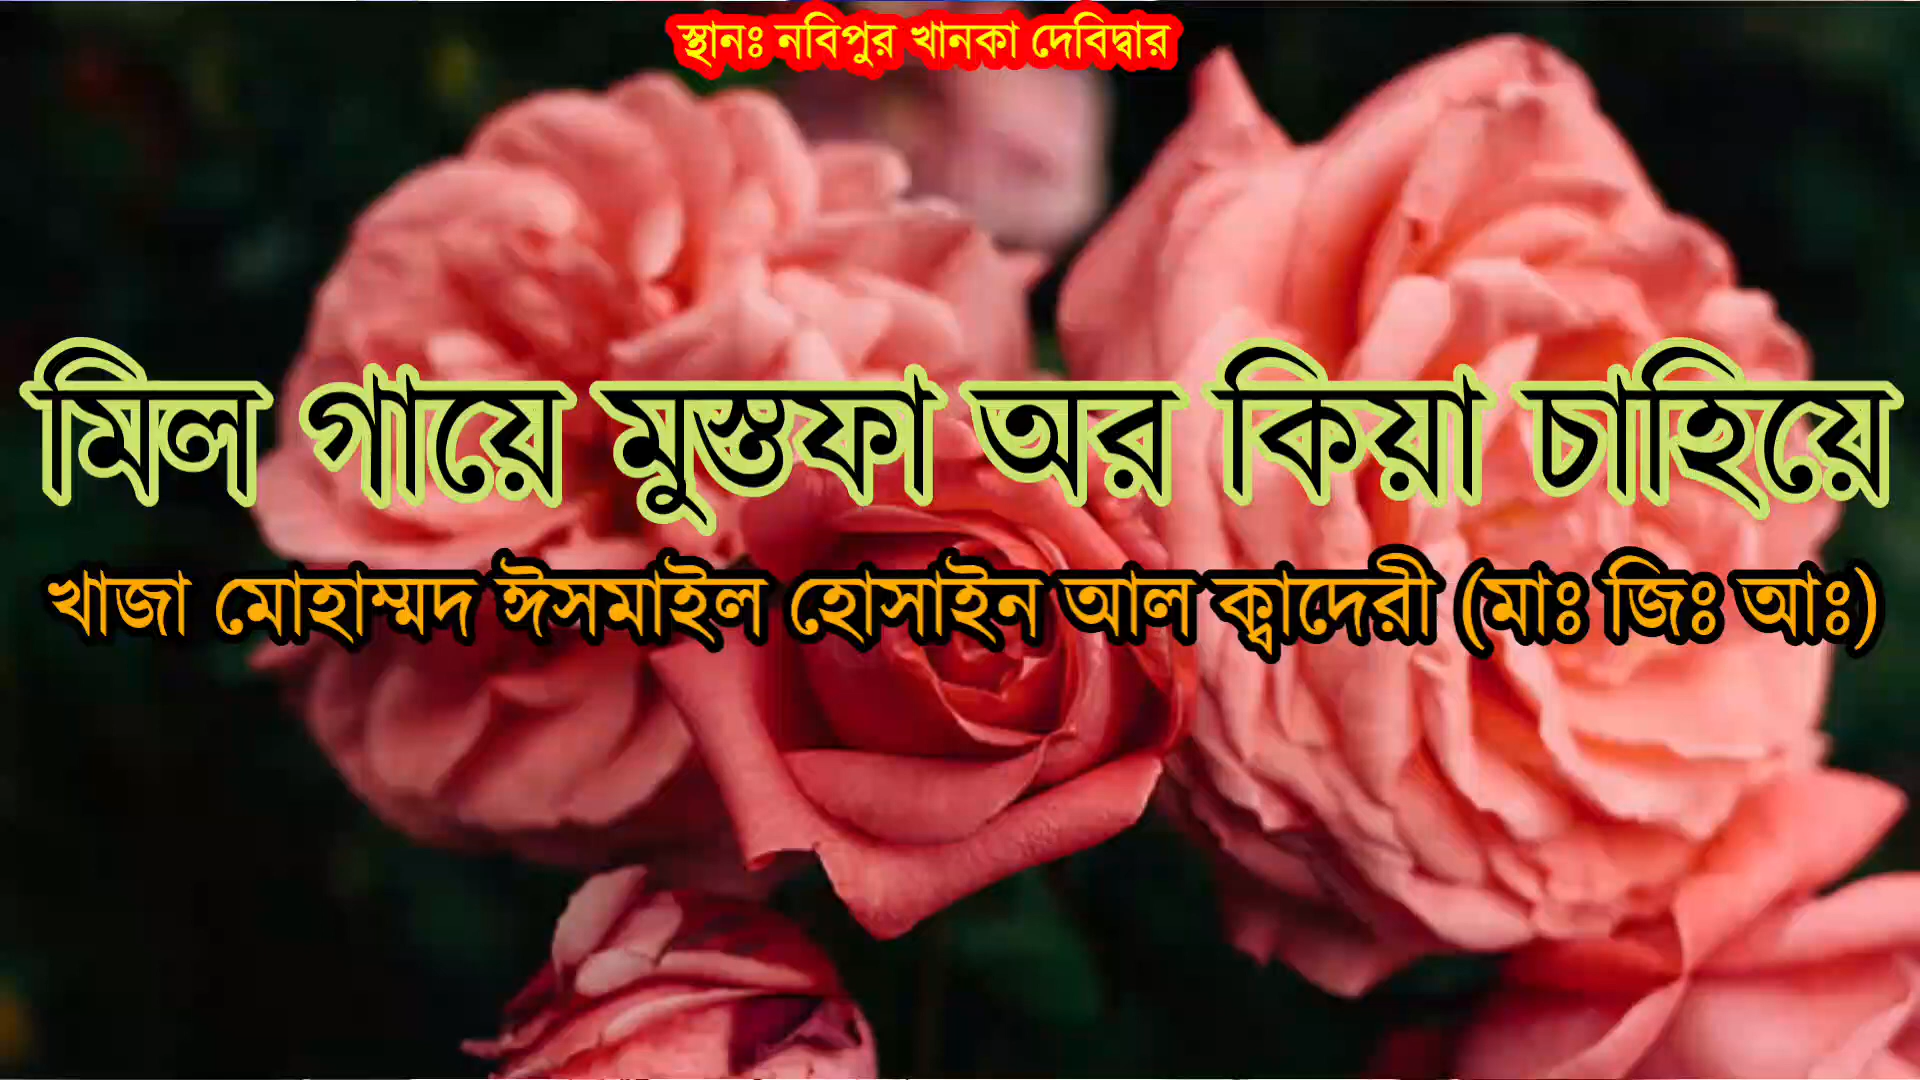 স্থানঃ নবিপুর খানকা দেবিদ্বার
মিল গায়ে মুস্তফা অর কিয়া চাহিয়ে
খাজা মোহাম্মদ ঈসমাইল হোসাইন আল ক্বাদেরী (মাঃ জিঃ আঃ)